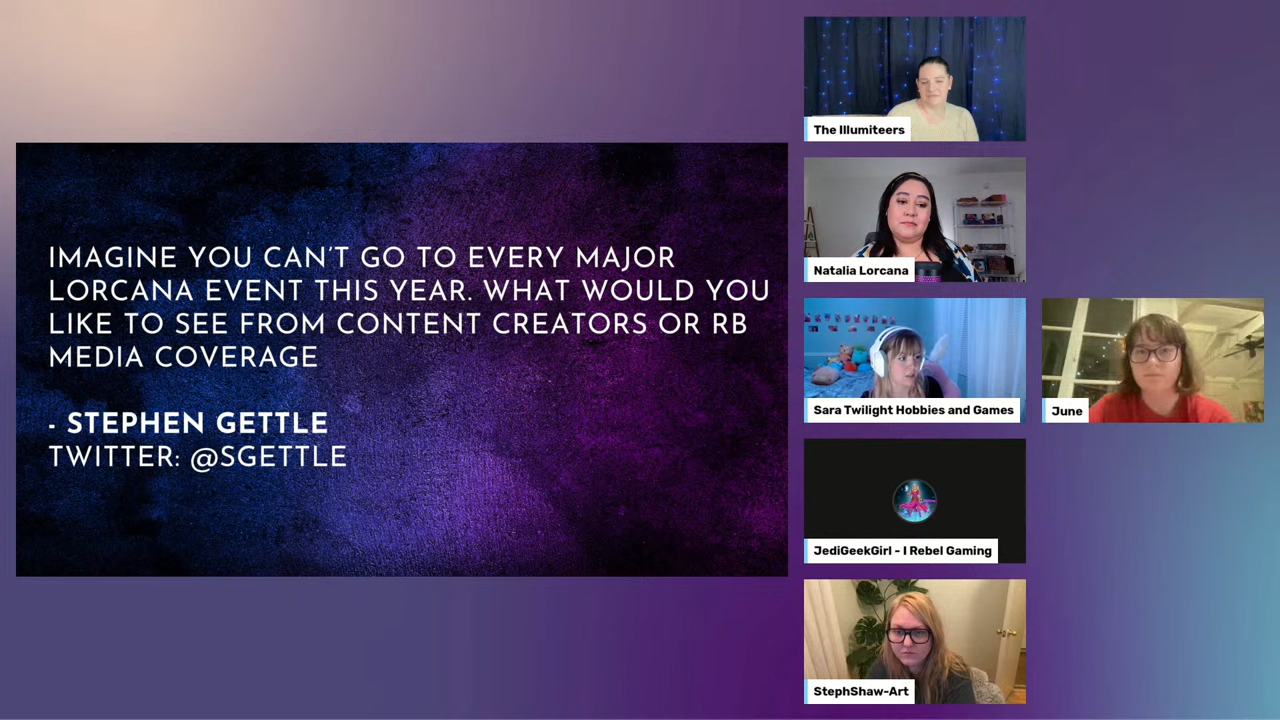 IMAGINE YOU CAN'T GO TO EVERY MAJOR
LORCANA EVENT THIS YEAR. WHAT WOULD YOU
LIKE TO SEE FROM CONTENT CREATORS OR RB
MEDIA COVERAGE
- STEPHEN GETTLE
TWITTER: @SGETTLE
The Illumiteers
Natalia Lorcana
Sara Twilight Hobbies and Games
June
JediGeekGirl - I Rebel Gaming
StephShaw-Art